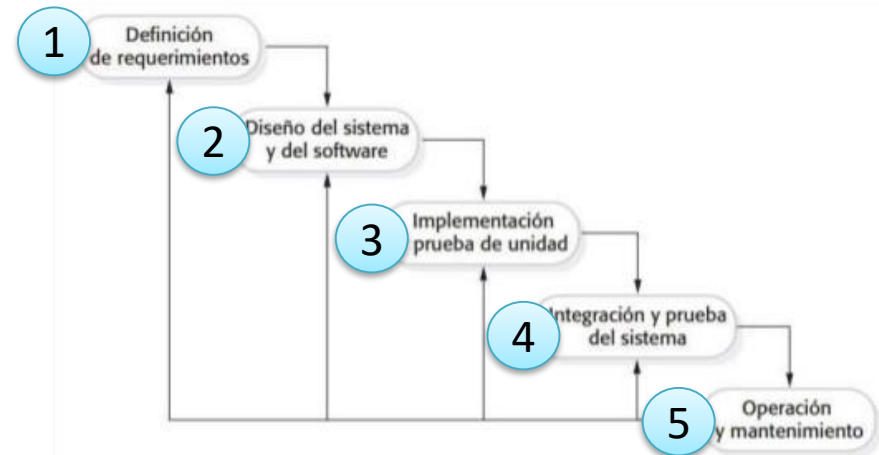 1
Definición
de requerimientos
2
Diseño del sistema
y del software
3
Implementación
prueba de unidad
4
Integración y prueba
del sistema
5
Operación
y mantenimiento